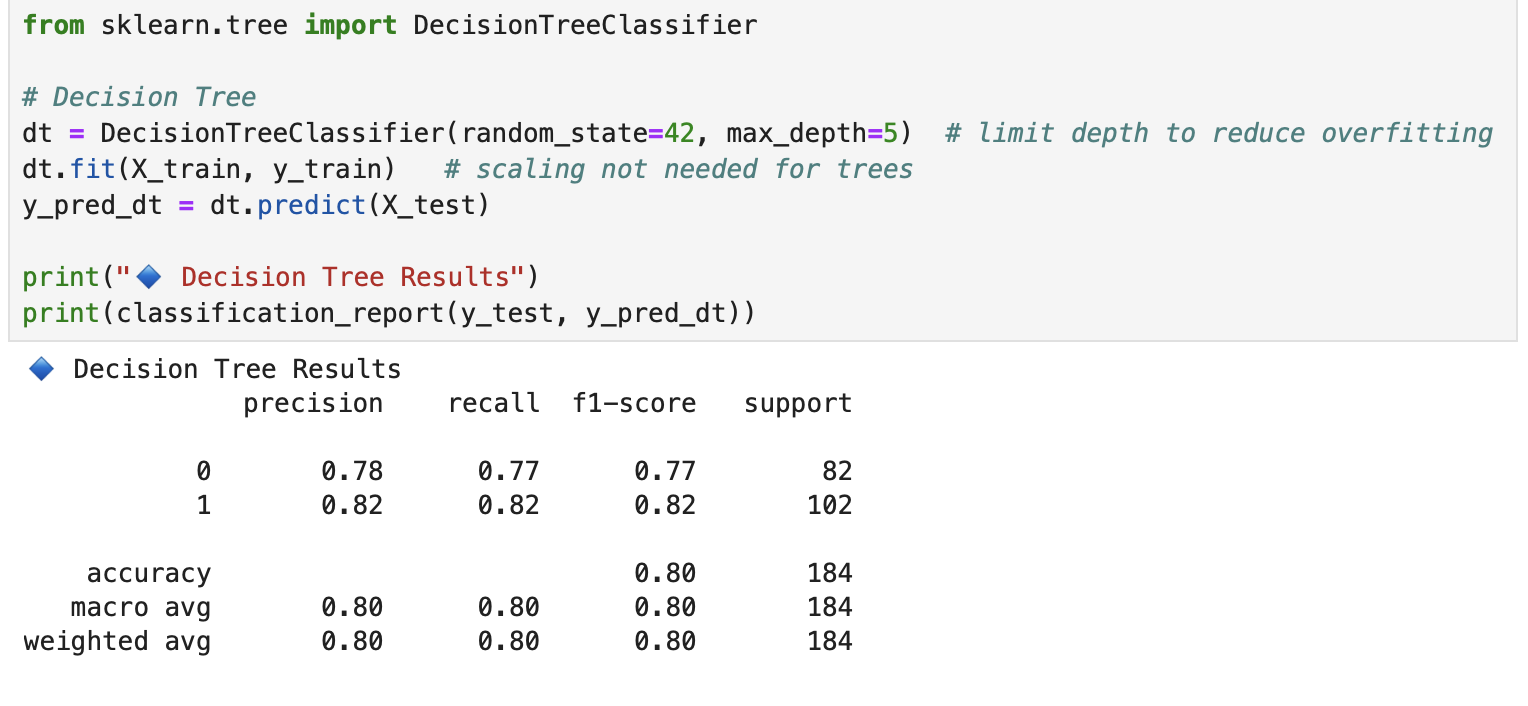 from sklearn.tree import DecisionTreeClassifier
# Decision Tree
dt = DecisionTreeClassifier(random_state=42, max_depth=5)  # limit depth to reduce overfitting
dt.fit(X_train, y_train)   # scaling not needed for trees
y_pred_dt = dt.predict(X_test)
print("🔷 Decision Tree Results")
print(classification_report(y_test, y_pred_dt))
🔷 Decision Tree Results
precision    recall  f1-score   support
0       0.78      0.77      0.77        82
1       0.82      0.82      0.82       102
accuracy                           0.80       184
macro avg       0.80      0.80      0.80       184
weighted avg       0.80      0.80      0.80       184